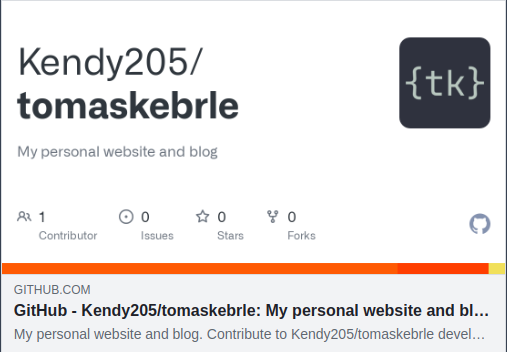 Kendy205/
tomaskebrle
{tk}
My personal website and blog
1 0 0 0
Contributor Issues Stars Forks
GITHUB.COM
GitHub - Kendy205/tomaskebrle: My personal website and bl...
My personal website and blog. Contribute to Kendy205/tomaskebrle devel...